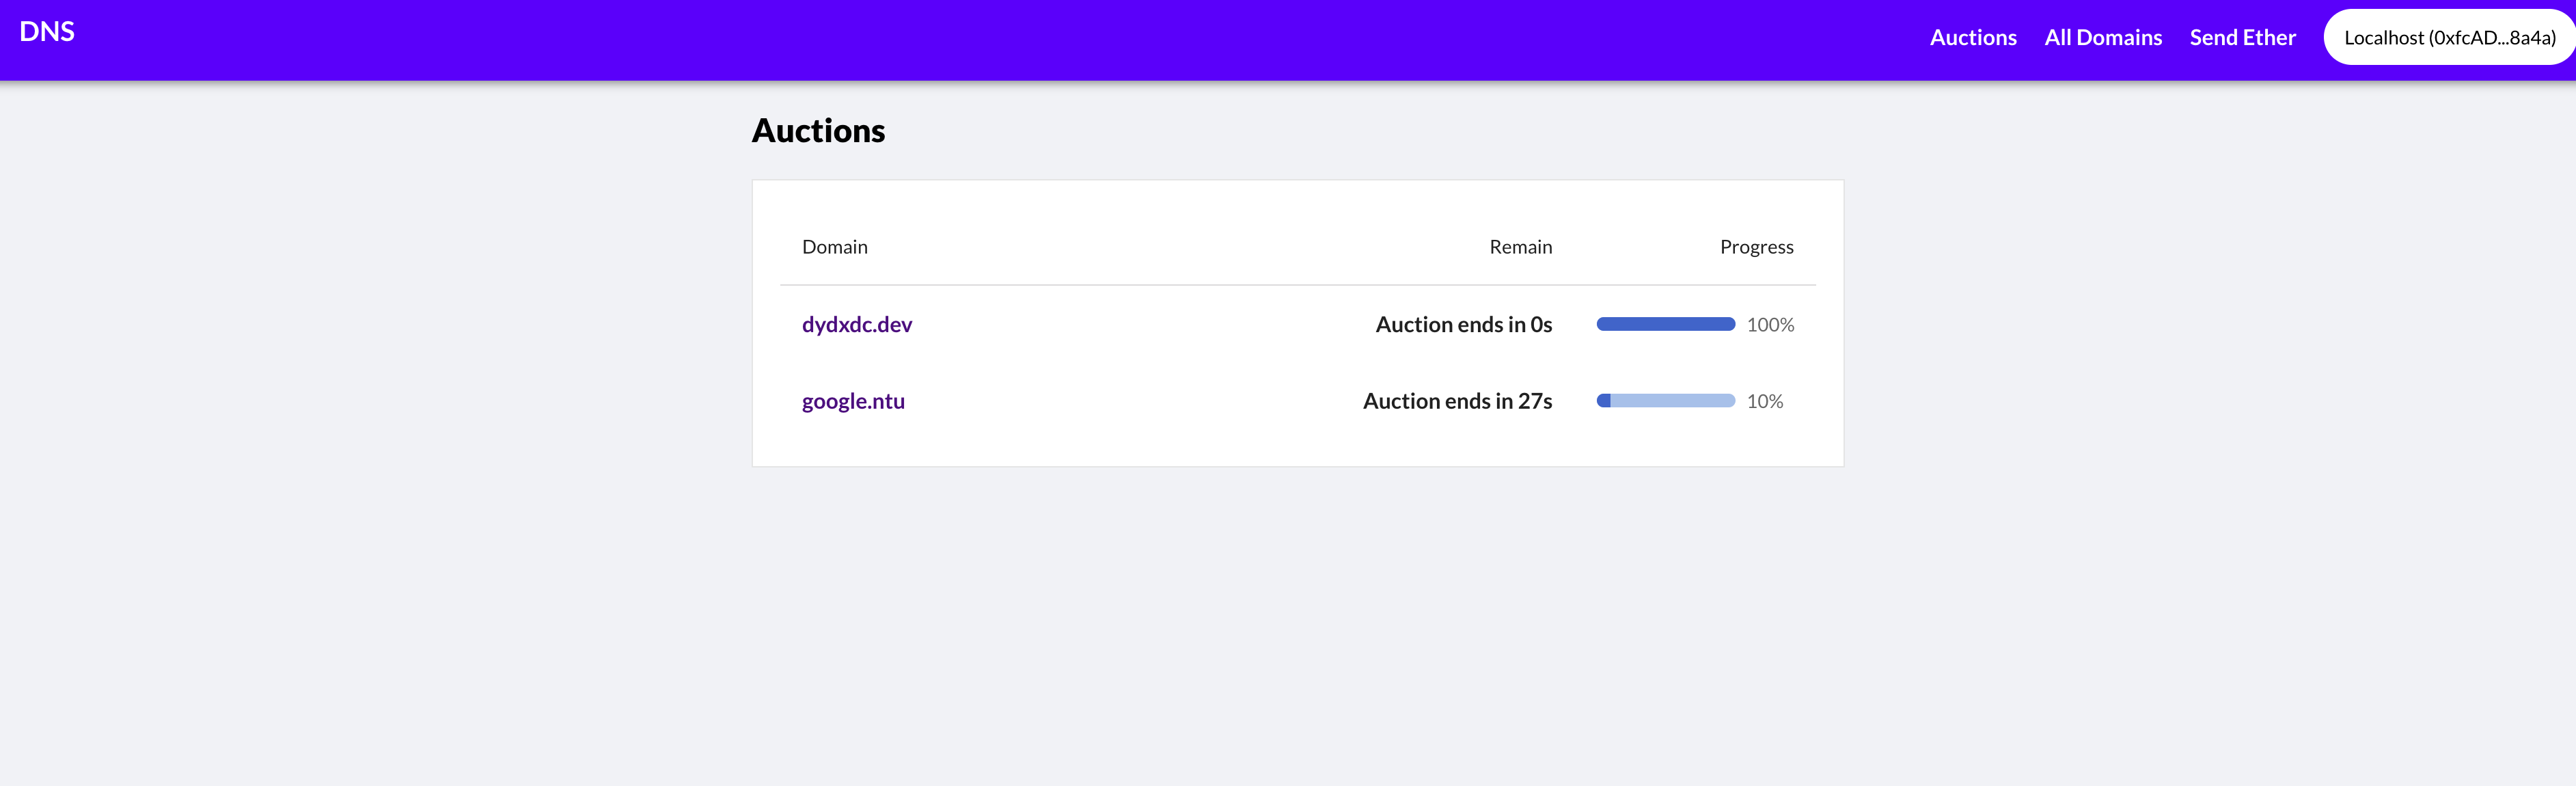 DNS
Auctions All Domains Send Ether Localhost (0xfcAD...8a4a)
Auctions
Domain Remain Progress
dydxdc.dev Auction ends in 0s 100%
google.ntu Auction ends in 27s 10%